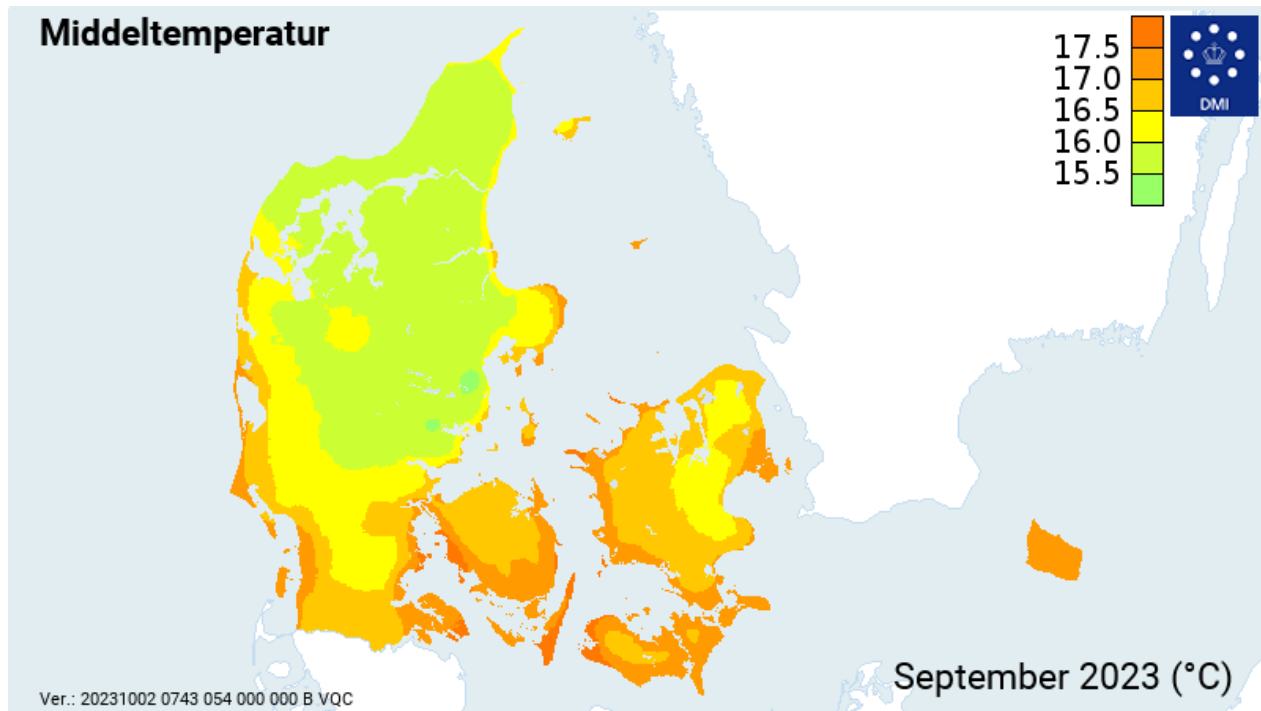 Middeltemperatur
17.5
17.0
16.5
16.0
15.5
DMI
September 2023 (°C)
Ver.: 20231002 0743 054 000 000 B VQC